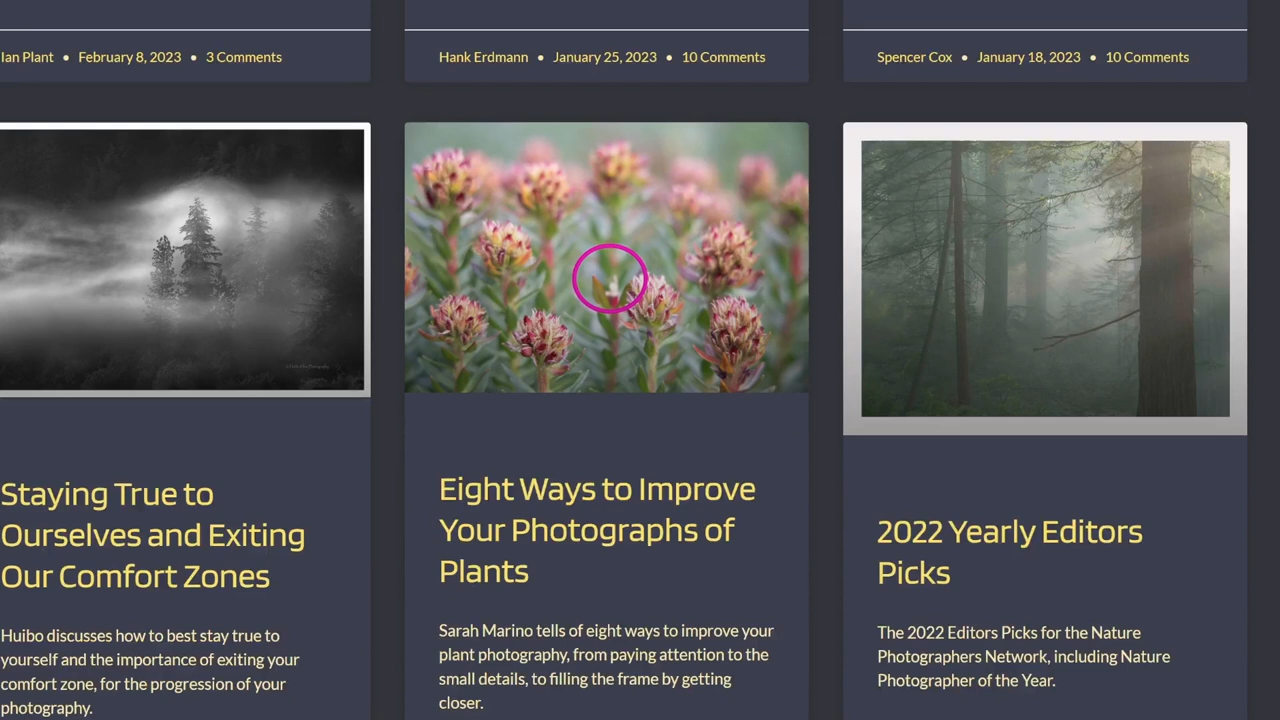 Ian Plant • February 8, 2023 • 3 Comments
Hank Erdmann • January 25, 2023 • 10 Comments
Spencer Cox • January 18, 2023 • 10 Comments
Staying True to
Ourselves and Exiting
Our Comfort Zones
Huibo discusses how to best stay true to
yourself and the importance of exiting your
comfort zone, for the progression of your
photography.
Eight Ways to Improve
Your Photographs of
Plants
Sarah Marino tells of eight ways to improve your
plant photography, from paying attention to the
small details, to filling the frame by getting
closer.
2022 Yearly Editors
Picks
The 2022 Editors Picks for the Nature
Photographers Network, including Nature
Photographer of the Year.